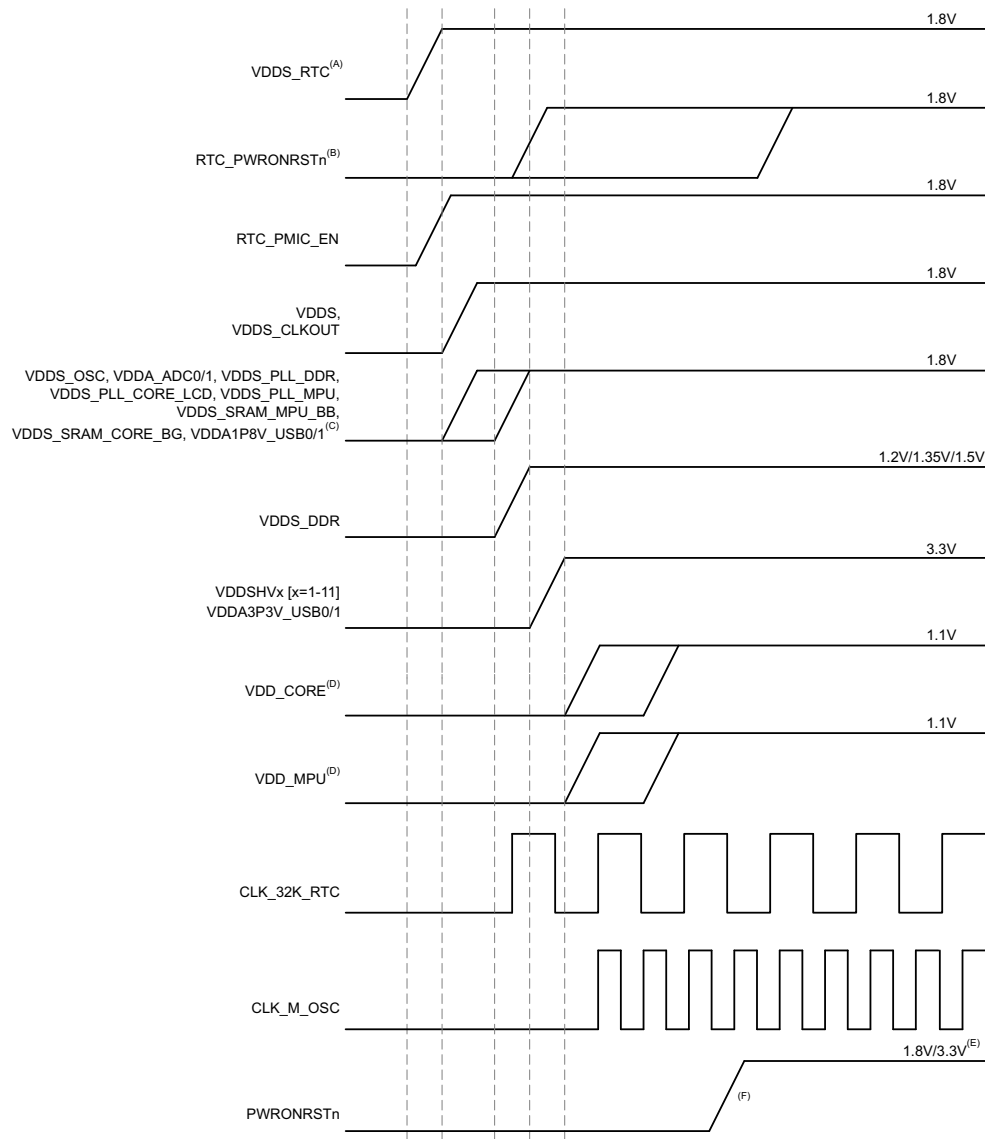 1.8V
VDDS_RTC(A)
1.8V
RTC_PWRONRSTn(B)
1.8V
RTC_PMIC_EN
1.8V
VDDS,
VDDS_CLKOUT
1.8V
VDDS_OSC, VDDA_ADC0/1, VDDS_PLL_DDR,
VDDS_PLL_CORE_LCD, VDDS_PLL_MPU,
VDDS_SRAM_MPU_BB,
VDDS_SRAM_CORE_BG, VDDA1P8V_USB0/1(C)
1.2V/1.35V/1.5V
VDDS_DDR
3.3V
VDDSHVx [x=1-11]
VDDA3P3V_USB0/1
1.1V
VDD_CORE(D)
1.1V
VDD_MPU(D)
CLK_32K_RTC
CLK_M_OSC
1.8V/3.3V(E)
(F)
PWRONRSTn